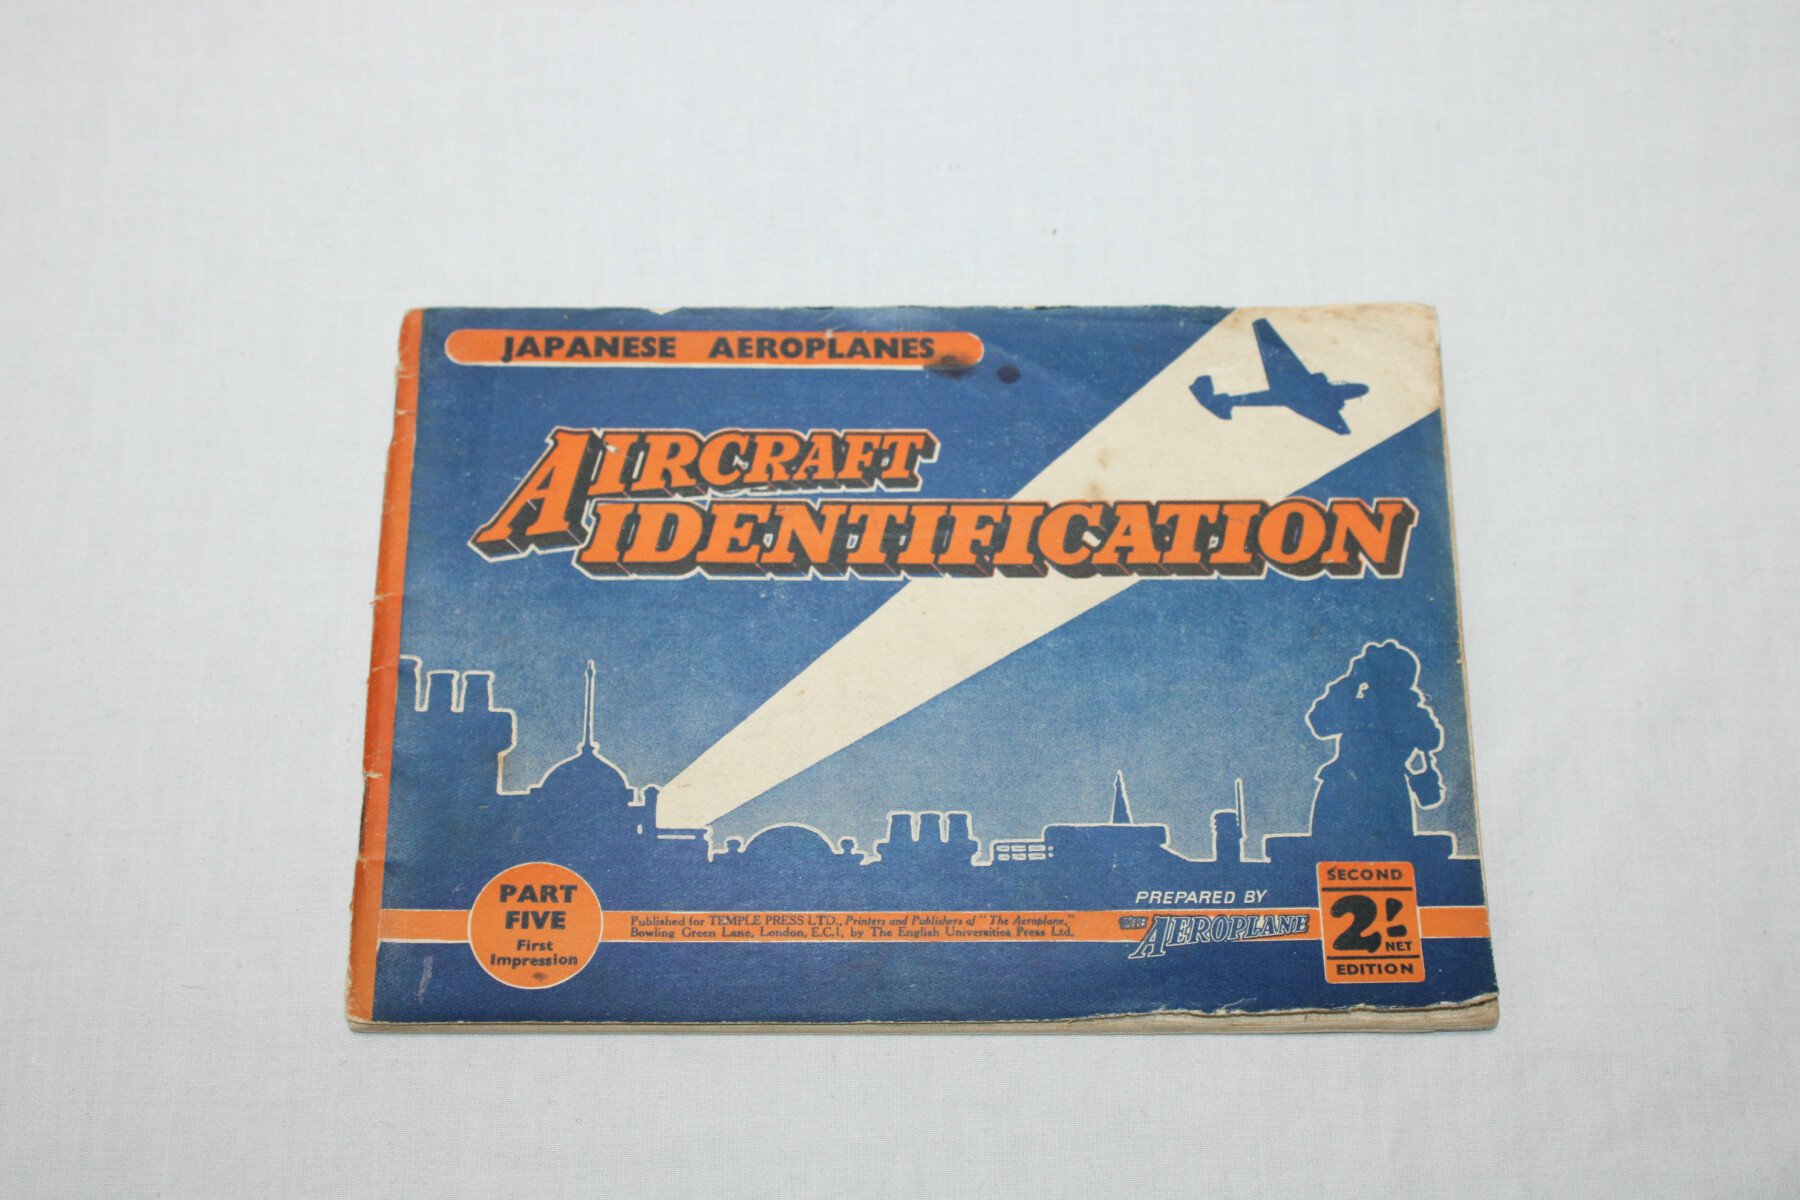 JAPANESE AEROPLANES
AIRCRAFT
IDENTIFICATION
PART
FIVE
First
Impression
Published for TEMPLE PRESS LTD., Printers and Publishers of "The Aeroplane,"
Bowling Green Lane, London, E.C.1, by The English Universities Press Ltd.
PREPARED BY
THE AEROPLANE
SECOND
2/-
NET
EDITION